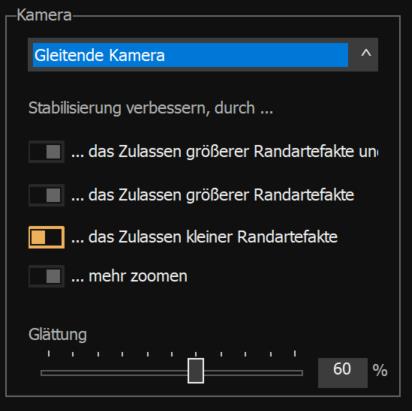 Kamera
Gleitende Kamera
Stabilisierung verbessern, durch ...
... das Zulassen größerer Randartefakte und
... das Zulassen größerer Randartefakte
... das Zulassen kleiner Randartefakte
... mehr zoomen
Glättung
60 %